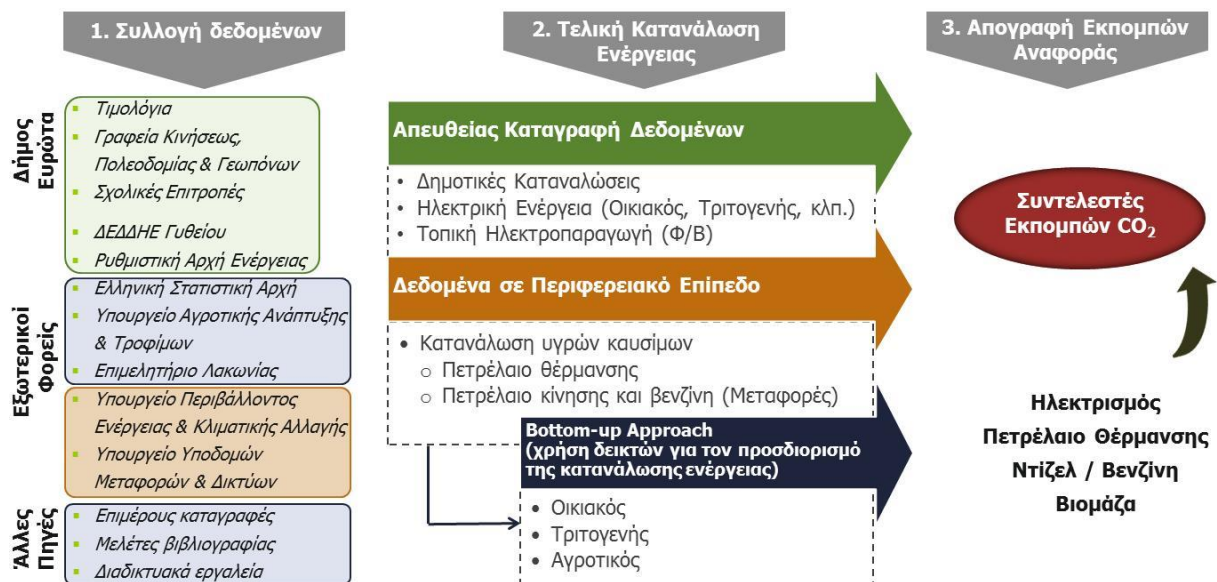 1. Συλλογή δεδομένων
2. Τελική Κατανάλωση
Ενέργειας
3. Απογραφή Εκπομπών
Αναφοράς
Δήμος
Ευρώτα
Τιμολόγια
Γραφεία Κινήσεως,
Πολεοδομίας & Γεωπόνων
Σχολικές Επιτροπές
ΔΕΔΔΗΕ Γυθείου
Ρυθμιστική Αρχή Ενέργειας
Εξωτερικοί
Φορείς
Ελληνική Στατιστική Αρχή
Υπουργείο Αγροτικής Ανάπτυξης
& Τροφίμων
Επιμελητήριο Λακωνίας
Υπουργείο Περιβάλλοντος
Ενέργειας & Κλιματικής Αλλαγής
Υπουργείο Υποδομών
Μεταφορών & Δικτύων
Άλλες
Πηγές
Επιμέρους καταγραφές
Μελέτες βιβλιογραφίας
Διαδικτυακά εργαλεία
Απευθείας Καταγραφή Δεδομένων
• Δημοτικές Καταναλώσεις
• Ηλεκτρική Ενέργεια (Οικιακός, Τριτογενής, κλπ.)
• Τοπική Ηλεκτροπαραγωγή (Φ/Β)
Δεδομένα σε Περιφερειακό Επίπεδο
• Κατανάλωση υγρών καυσίμων
o Πετρέλαιο θέρμανσης
o Πετρέλαιο κίνησης και βενζίνη (Μεταφορές)
Bottom-up Approach
(χρήση δεικτών για τον προσδιορισμό
της κατανάλωσης ενέργειας)
• Οικιακός
• Τριτογενής
• Αγροτικός
Συντελεστές
Εκπομπών CO₂
Ηλεκτρισμός
Πετρέλαιο Θέρμανσης
Ντίζελ / Βενζίνη
Βιομάζα